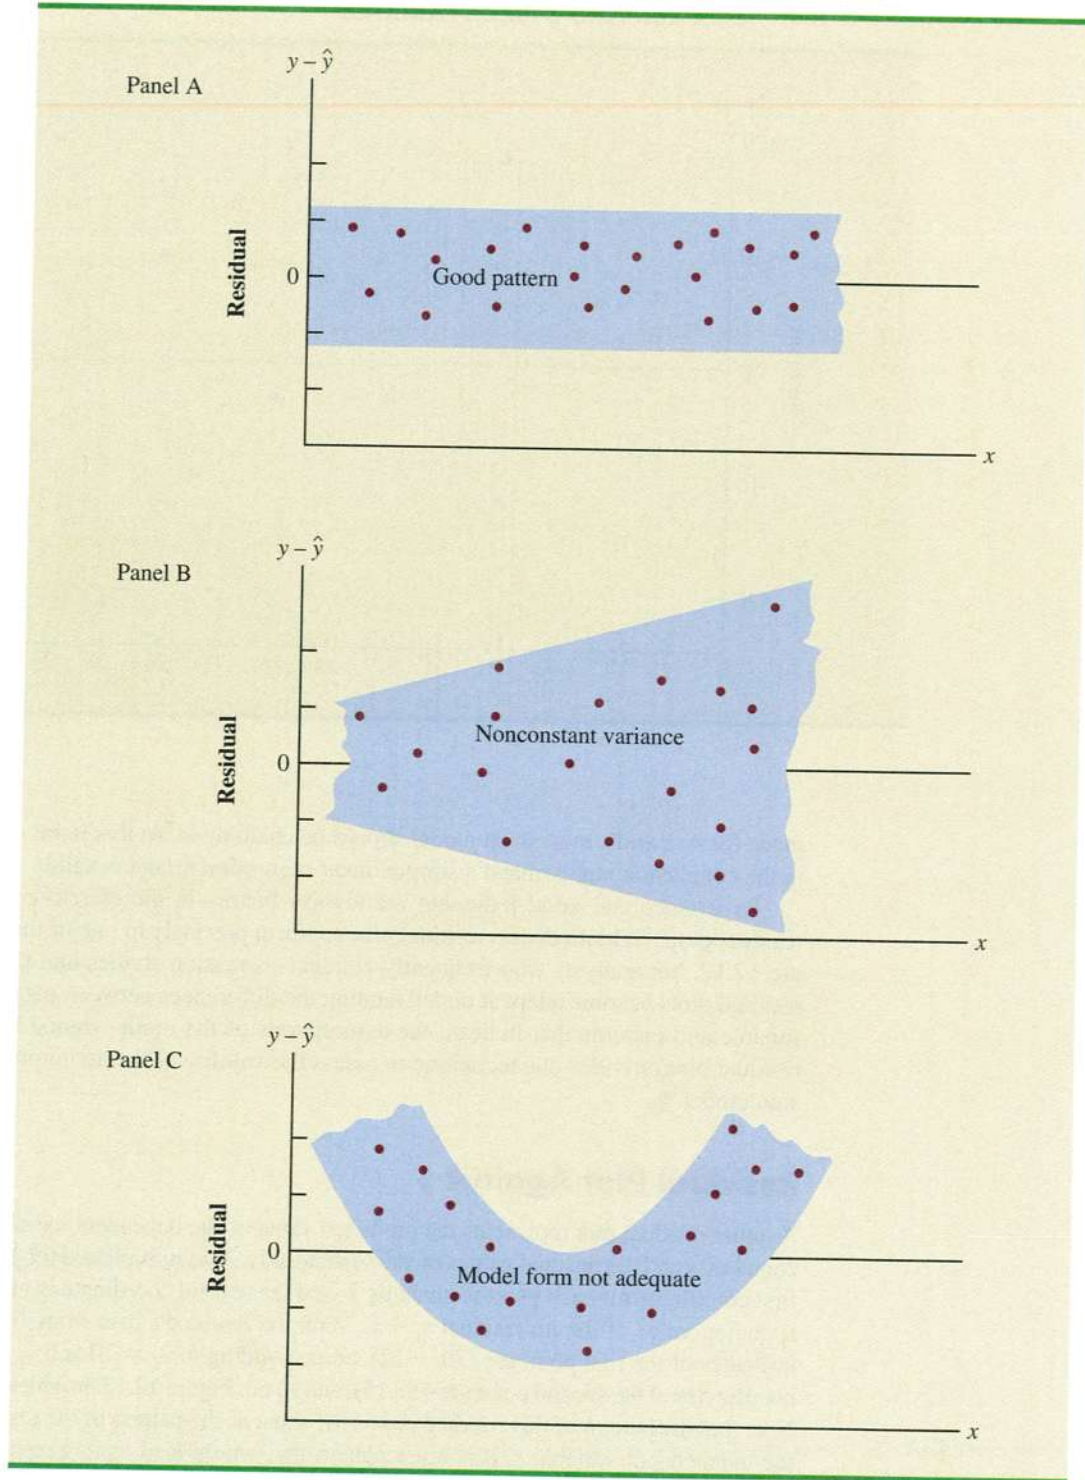 Panel A
y – ŷ
Residual
0
Good pattern
x
Panel B
y – ŷ
Residual
0
Nonconstant variance
x
Panel C
y – ŷ
Residual
0
Model form not adequate
x